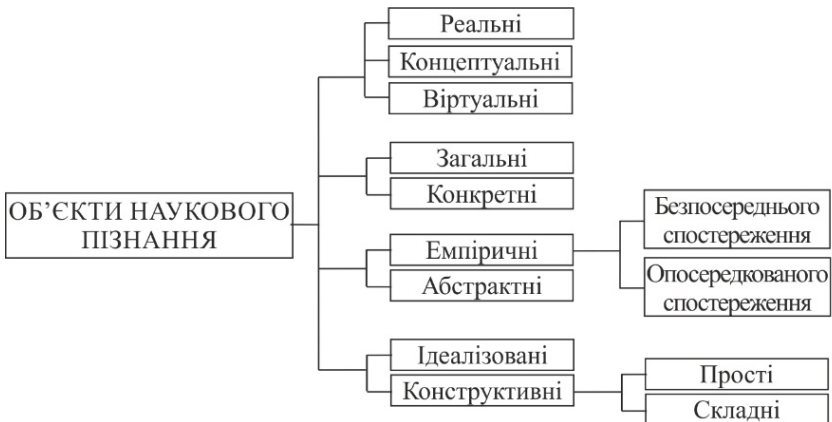 Реальні
Концептуальні
Віртуальні
Загальні
Конкретні
ОБ’ЄКТИ НАУКОВОГО
ПІЗНАННЯ
Емпіричні
Абстрактні
Безпосереднього
спостереження
Опосередкованого
спостереження
Ідеалізовані
Конструктивні
Прості
Складні